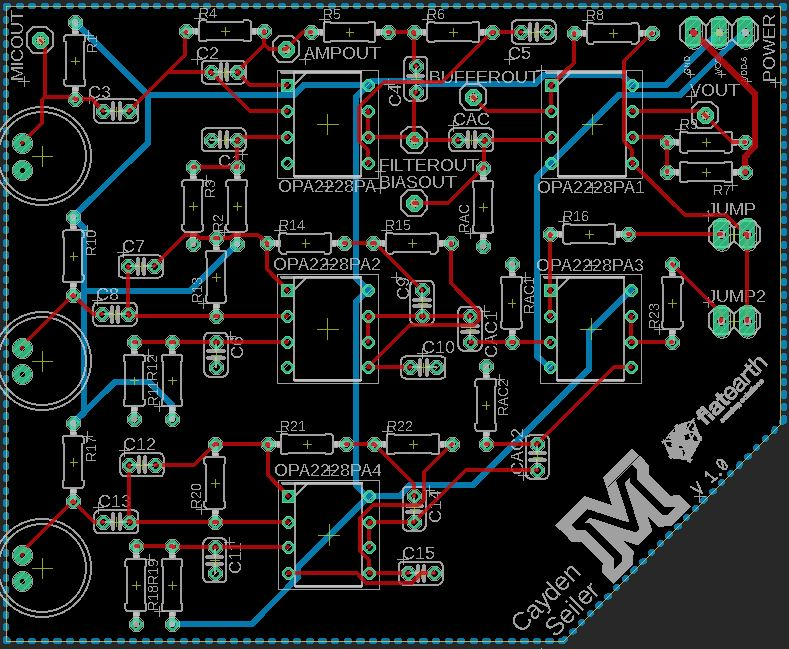 MICOUT
R1
R4
R5
R6
R8
POWER
GND
C2
AMPOUT
C5
C3
C4
BUFFEROUT
VOUT
CAC
R9
FILTEROUT
BIASOUT
OPA2228PA
OPA2228PA1
R7
R3
R2
RAC
JUMP
R10
R14
R15
R16
C7
OPA2228PA2
OPA2228PA3
R13
C8
C9
CAC1
RAC1
R23
JUMP2
C10
R11
R12
RAC2
R17
R21
R22
C12
CAC2
OPA2228PA4
R20
C13
C14
C11
C15
R18
R19
flatearth
V 1.0
M
Cayden
Seiler